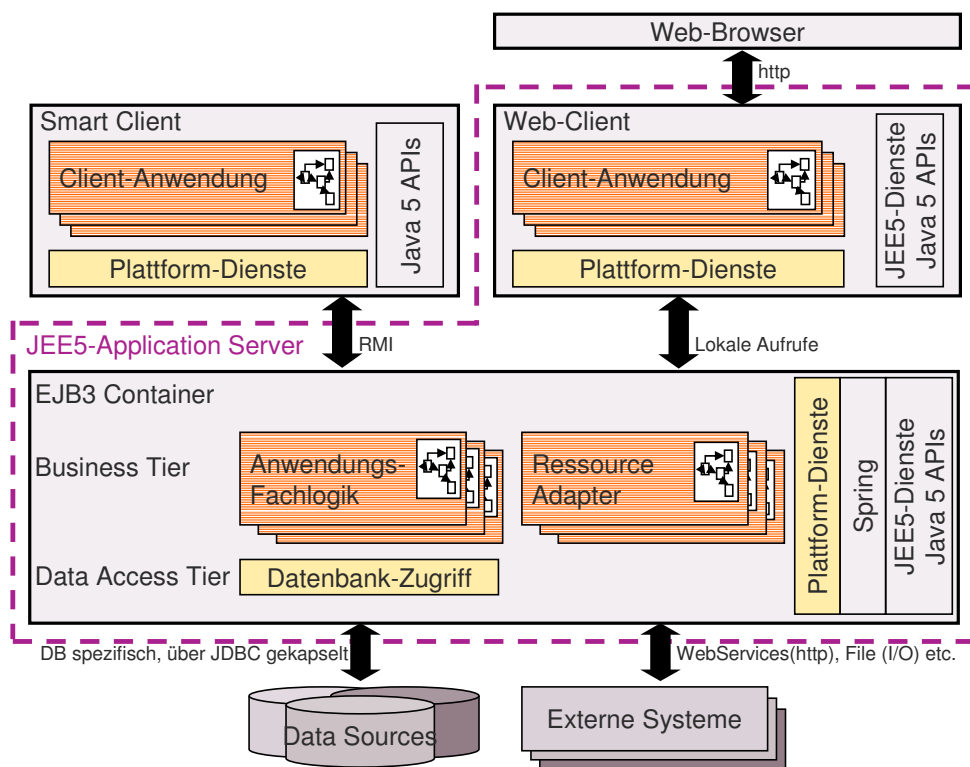 Web-Browser
http
Smart Client
Client-Anwendung
Java 5 APIs
Plattform-Dienste
Web-Client
Client-Anwendung
JEE5-Dienste
Java 5 APIs
Plattform-Dienste
JEE5-Application Server
RMI
Lokale Aufrufe
EJB3 Container
Business Tier
Anwendungs-
Fachlogik
Ressource
Adapter
Plattform-Dienste
Spring
JEE5-Dienste
Java 5 APIs
Data Access Tier
Datenbank-Zugriff
DB spezifisch, über JDBC gekapselt
WebServices(http), File (I/O) etc.
Data Sources
Externe Systeme